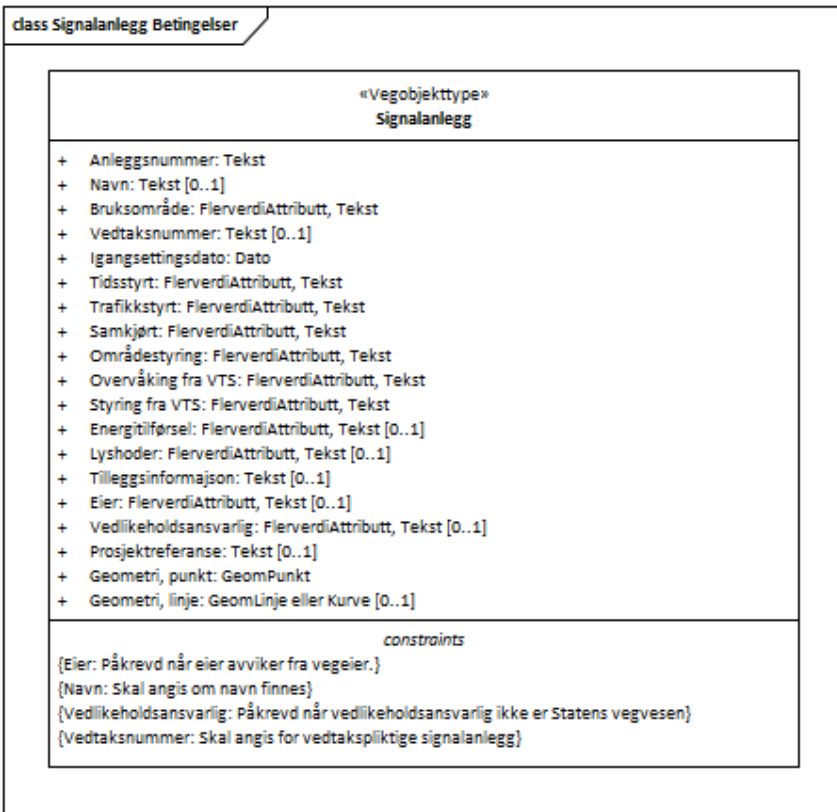 class Signalanlegg Betingelser
«Vegobjekttype»
Signalanlegg
+ Anleggsnummer: Tekst
+ Navn: Tekst [0..1]
+ Bruksområde: FlerverdiAttributt, Tekst
+ Vedtaksnummer: Tekst [0..1]
+ Igangsettingsdato: Dato
+ Tidsstyrt: FlerverdiAttributt, Tekst
+ Trafikkstyrt: FlerverdiAttributt, Tekst
+ Samkjørt: FlerverdiAttributt, Tekst
+ Områdestyring: FlerverdiAttributt, Tekst
+ Overvåking fra VTS: FlerverdiAttributt, Tekst
+ Styring fra VTS: FlerverdiAttributt, Tekst
+ Energitilførsel: FlerverdiAttributt, Tekst [0..1]
+ Lyshoder: FlerverdiAttributt, Tekst [0..1]
+ Tilleggsinformajson: Tekst [0..1]
+ Eier: FlerverdiAttributt, Tekst [0..1]
+ Vedlikeholdsansvarlig: FlerverdiAttributt, Tekst [0..1]
+ Prosjektreferanse: Tekst [0..1]
+ Geometri, punkt: GeomPunkt
+ Geometri, linje: GeomLinje eller Kurve [0..1]
constraints
{Eier: Påkrevd når eier avviker fra vegeier.}
{Navn: Skal angis om navn finnes}
{Vedlikeholdsansvarlig: Påkrevd når vedlikeholdsansvarlig ikke er Statens vegvesen}
{Vedtaksnummer: Skal angis for vedtakspliktige signalanlegg}